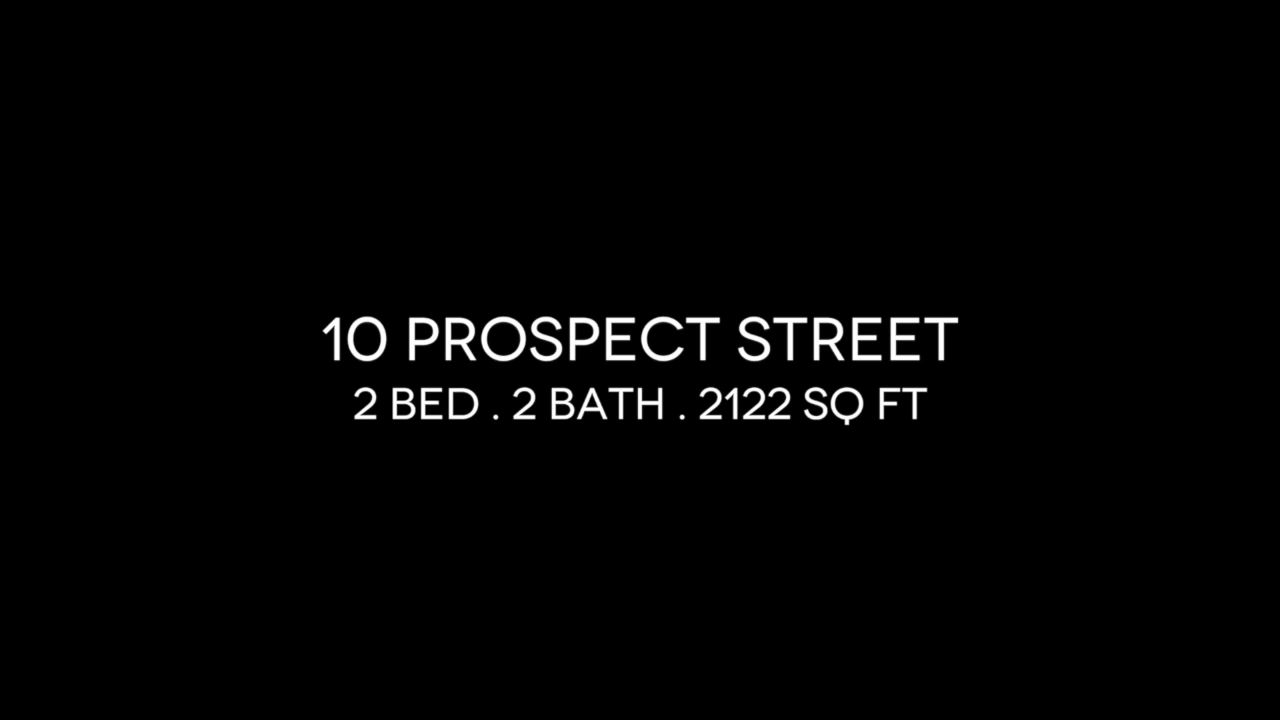 10 PROSPECT STREET
2 BED . 2 BATH . 2122 SQ FT